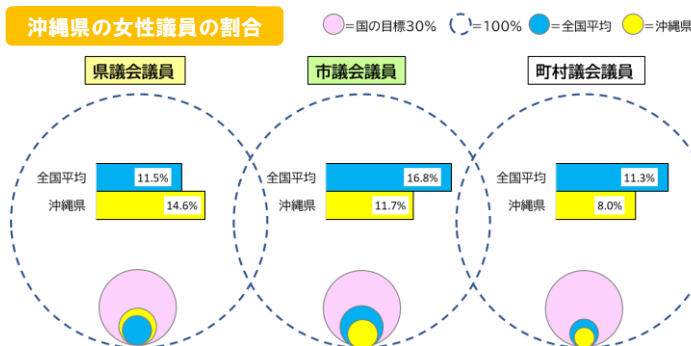 沖縄県の女性議員の割合
=国の目標30% =100% =全国平均 =沖縄県
県議会議員 市議会議員 町村議会議員
全国平均 11.5% 全国平均 16.8% 全国平均 11.3%
沖縄県 14.6% 沖縄県 11.7% 沖縄県 8.0%